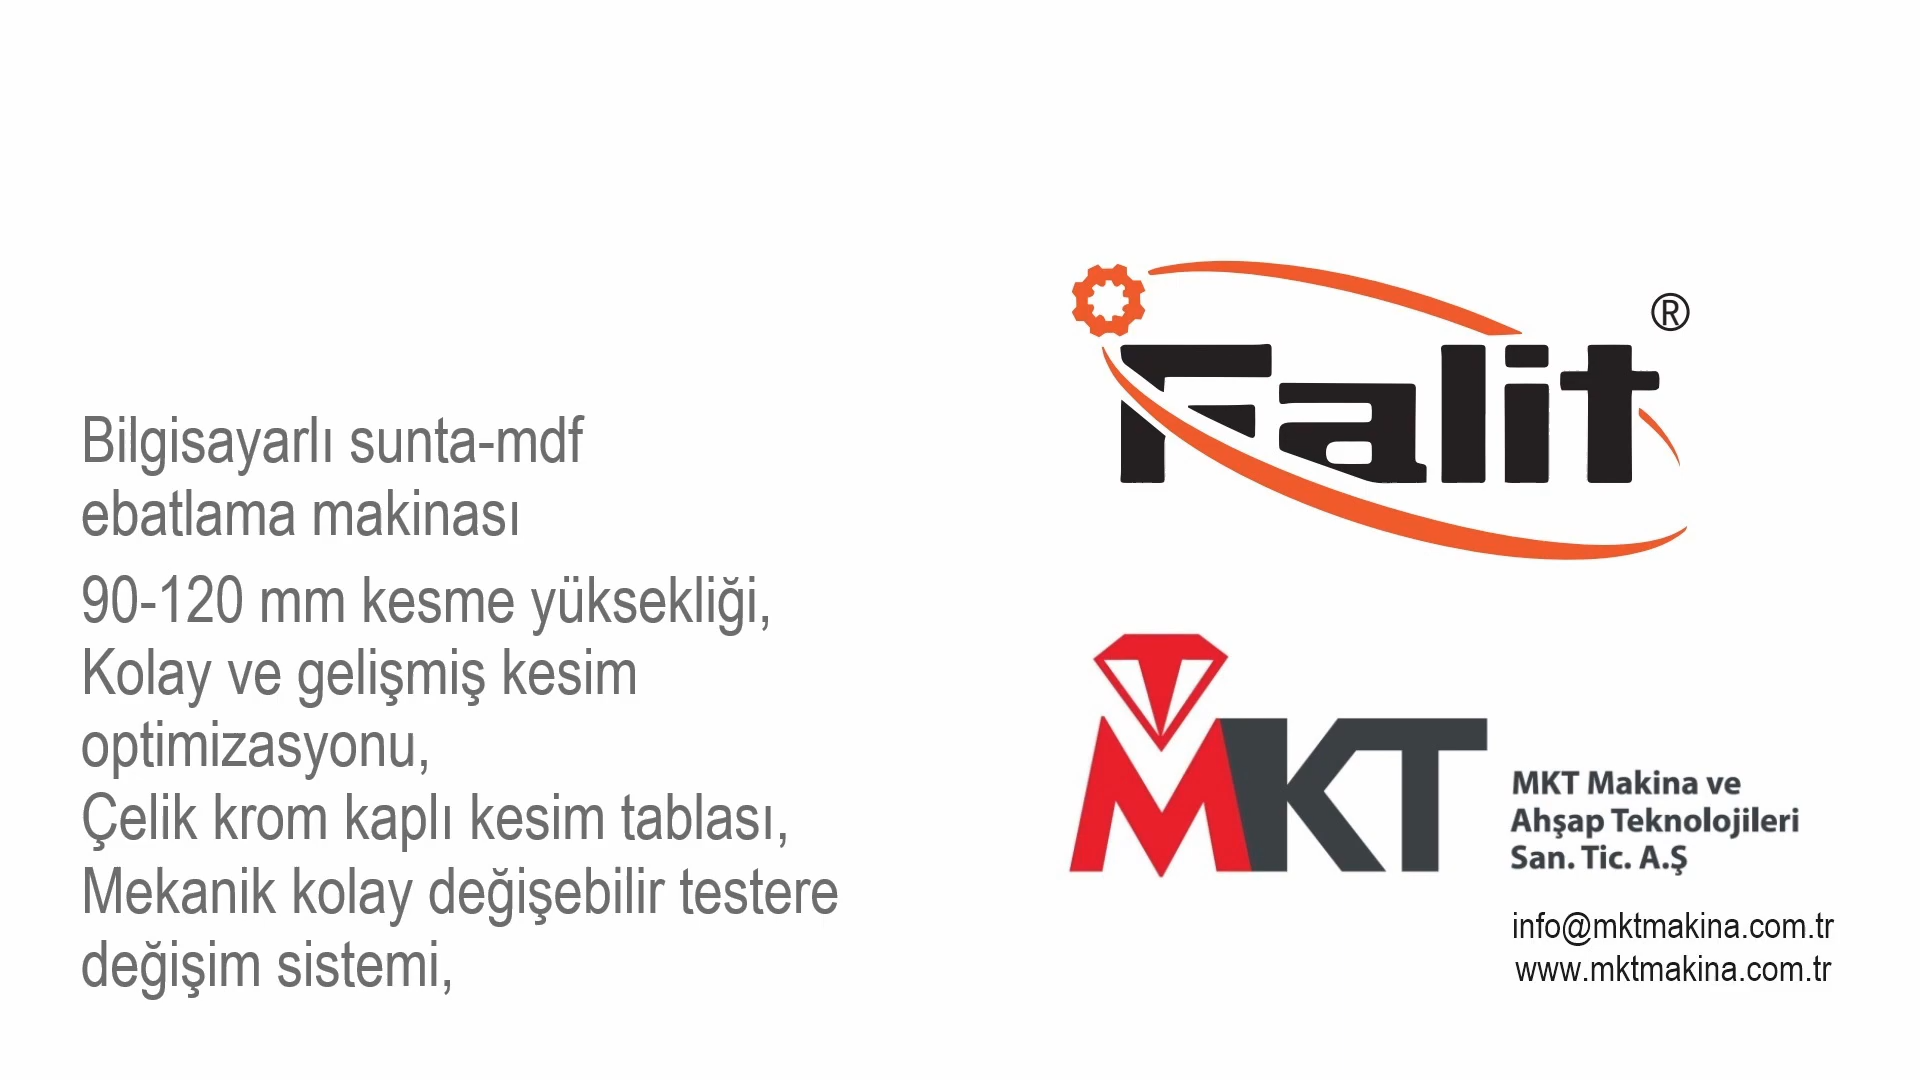 Bilgisayarlı sunta-mdf
ebatlama makinası
90-120 mm kesme yüksekliği,
Kolay ve gelişmiş kesim
optimizasyonu,
Çelik krom kaplı kesim tablası,
Mekanik kolay değişebilir testere
değişim sistemi,
Falit®
MKT
MKT Makina ve
Ahşap Teknolojileri
San. Tic. A.Ş
info@mktmakina.com.tr
www.mktmakina.com.tr